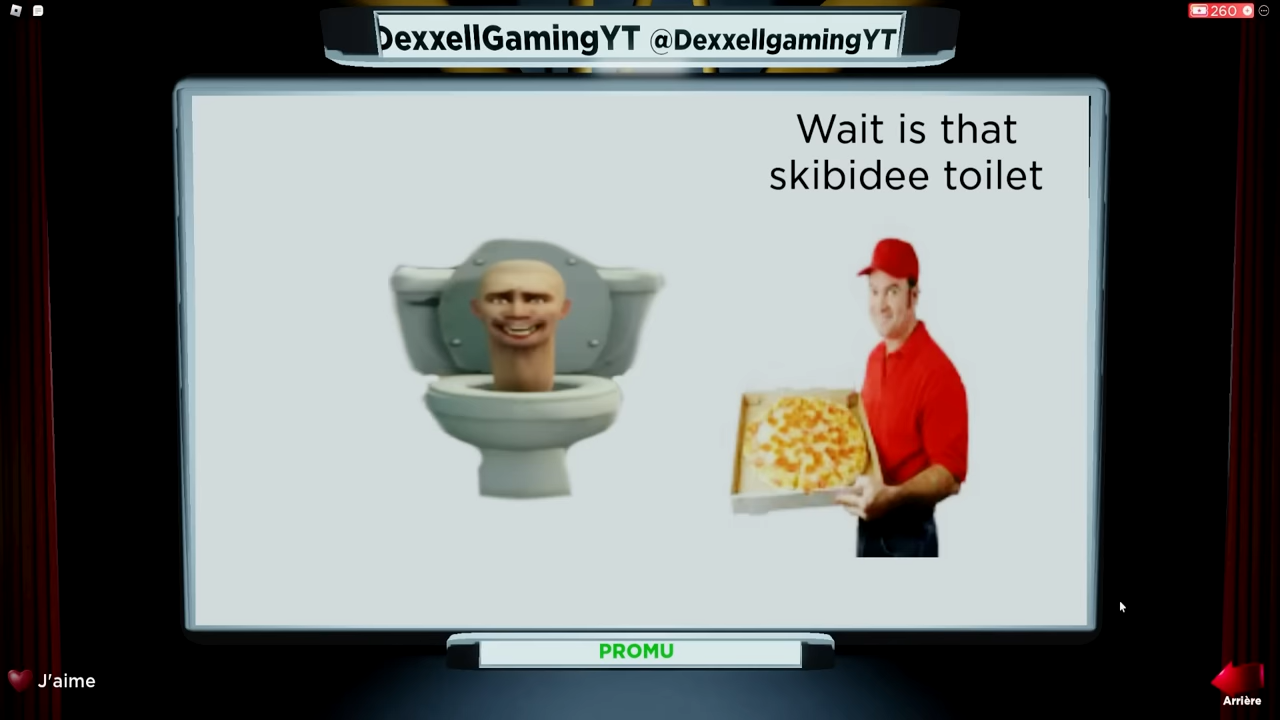 DexxellGamingYT @DexxellgamingYT
260
Wait is that
skibidee toilet
PROMU
J'aime
Arrière